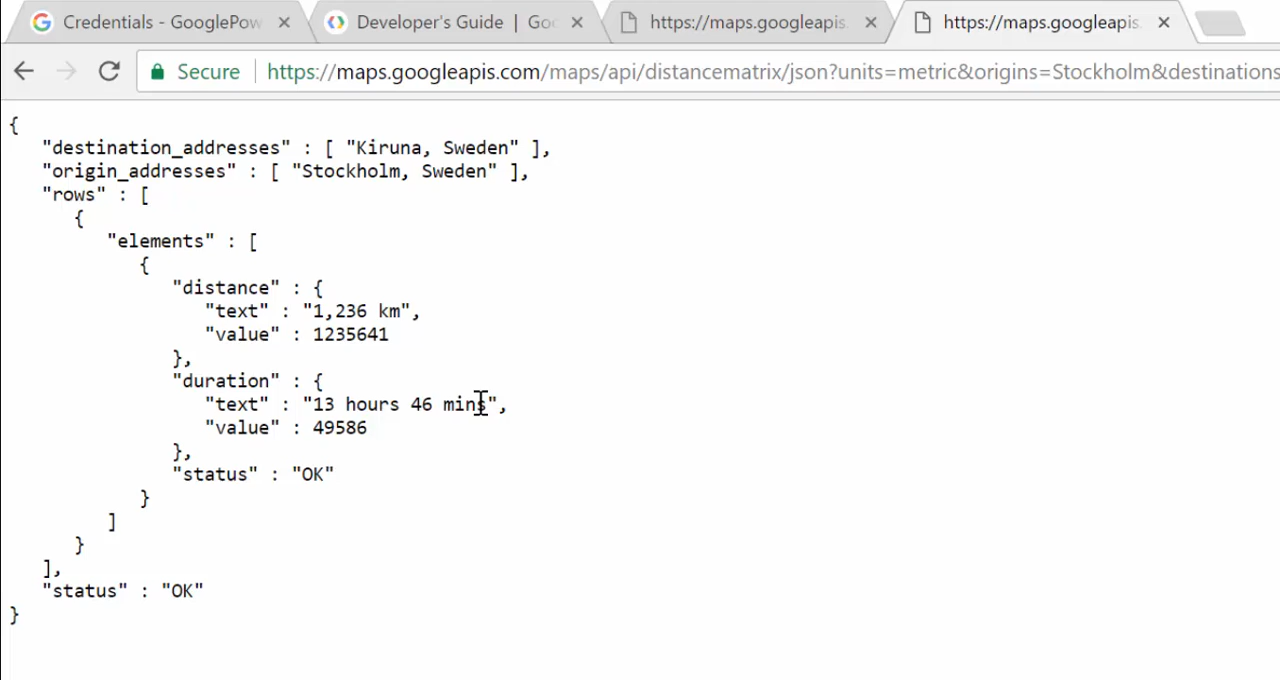 Credentials - GooglePow
Developer's Guide | Goo
https://maps.googleapis.
https://maps.googleapis.
Secure
https://maps.googleapis.com/maps/api/distancematrix/json?units=metric&origins=Stockholm&destinations
{
"destination_addresses" : [ "Kiruna, Sweden" ],
"origin_addresses" : [ "Stockholm, Sweden" ],
"rows" : [
{
"elements" : [
{
"distance" : {
"text" : "1,236 km",
"value" : 1235641
},
"duration" : {
"text" : "13 hours 46 mins",
"value" : 49586
},
"status" : "OK"
}
]
}
],
"status" : "OK"
}